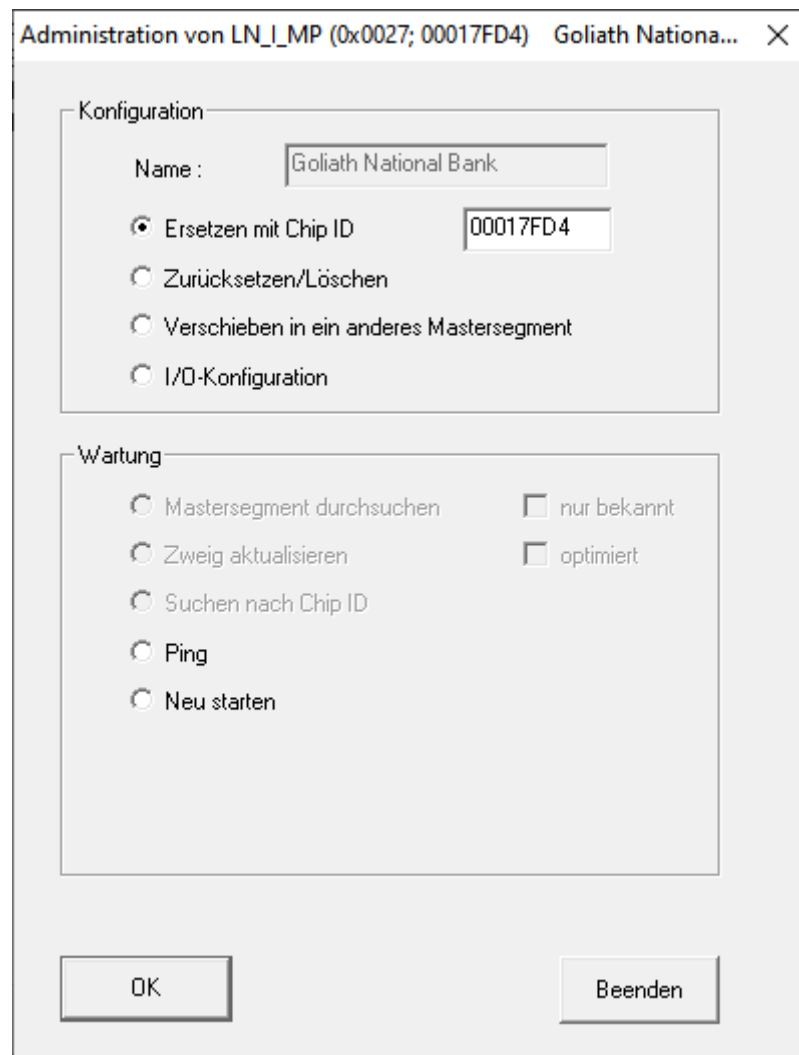 Administration von LN_I_MP (0x0027; 00017FD4) Goliath Nationa...
Konfiguration
Name : Goliath National Bank
Ersetzen mit Chip ID 00017FD4
Zurücksetzen/Löschen
Verschieben in ein anderes Mastersegment
I/O-Konfiguration
Wartung
Mastersegment durchsuchen nur bekannt
Zweig aktualisieren optimiert
Suchen nach Chip ID
Ping
Neu starten
OK Beenden